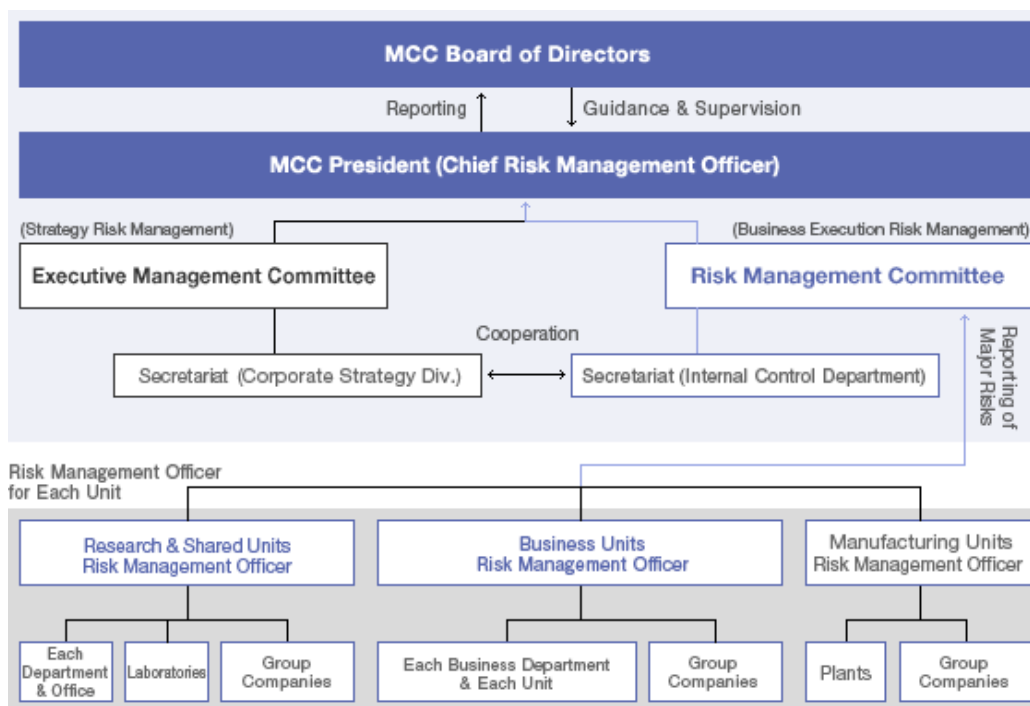 MCC Board of Directors
Reporting
Guidance & Supervision
MCC President (Chief Risk Management Officer)
(Strategy Risk Management)
(Business Execution Risk Management)
Executive Management Committee
Risk Management Committee
Cooperation
Reporting of
Major Risks
Secretariat (Corporate Strategy Div.)
Secretariat (Internal Control Department)
Risk Management Officer
for Each Unit
Research & Shared Units
Risk Management Officer
Business Units
Risk Management Officer
Manufacturing Units
Risk Management Officer
Each
Department
& Office
Laboratories
Group
Companies
Each Business Department
& Each Unit
Group
Companies
Plants
Group
Companies